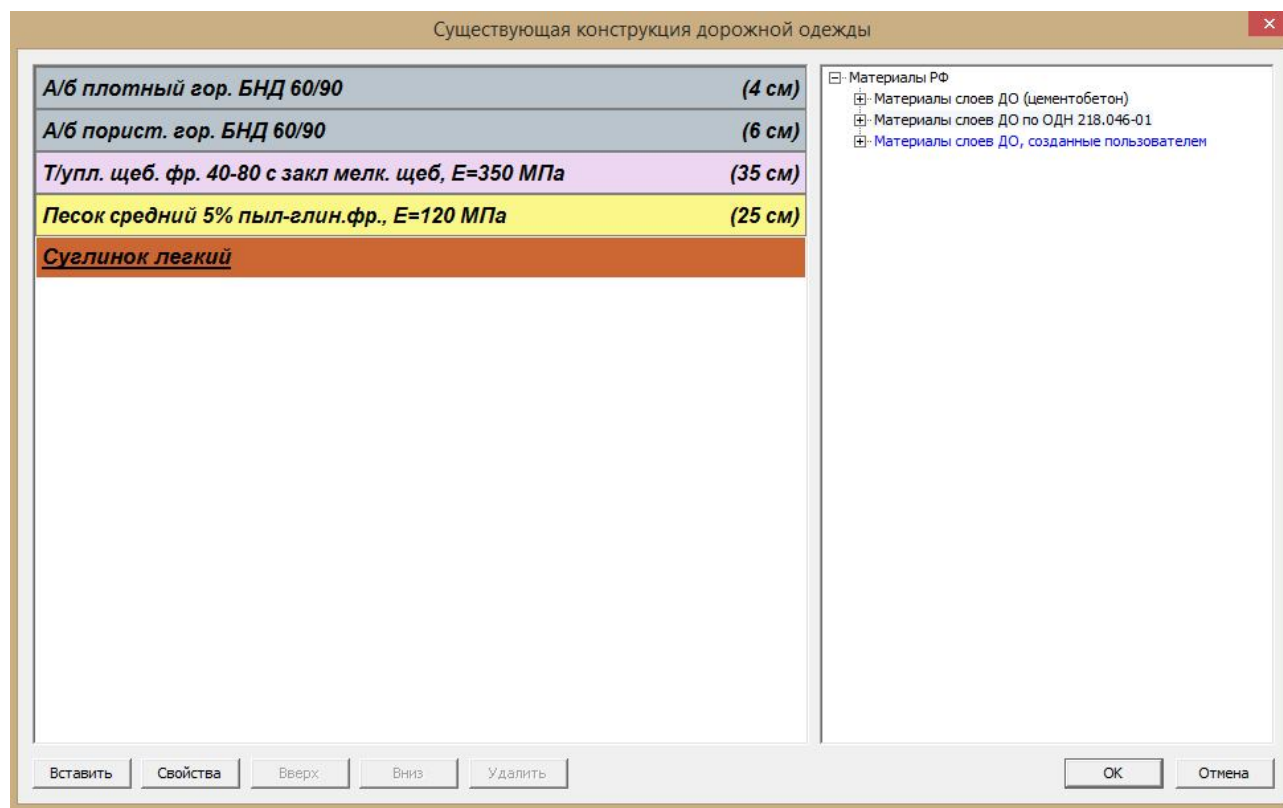 Существующая конструкция дорожной одежды
А/б плотный гор. БНД 60/90 (4 см)
А/б порист. гор. БНД 60/90 (6 см)
Т/упл. щеб. фр. 40-80 с закл мелк. щеб, Е=350 МПа (35 см)
Песок средний 5% пыл-глин.фр., Е=120 МПа (25 см)
Суглинок легкий
Материалы РФ
Материалы слоев ДО (цементобетон)
Материалы слоев ДО по ОДН 218.046-01
Материалы слоев ДО, созданные пользователем
Вставить Свойства Вверх Вниз Удалить ОК Отмена